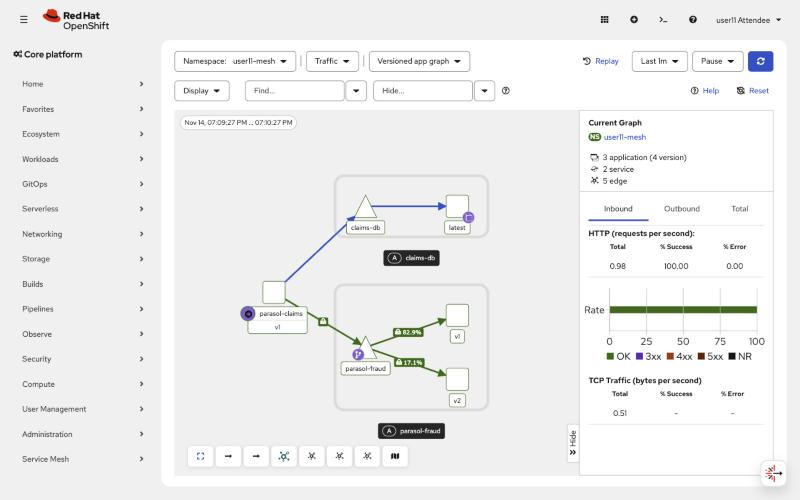 Red Hat
OpenShift
user11 Attendee
Core platform
Home
Favorites
Ecosystem
Workloads
GitOps
Serverless
Networking
Storage
Builds
Pipelines
Observe
Security
Compute
User Management
Administration
Service Mesh
Namespace: user11-mesh
Traffic
Versioned app graph
Replay
Last 1m
Pause
Display
Find...
Hide...
Help
Reset
Nov 14, 07:09:27 PM ... 07:10:27 PM
claims-db
latest
A claims-db
parasol-claims
v1
82.9%
v1
parasol-fraud
17.1%
v2
A parasol-fraud
Hide
Current Graph
NS user11-mesh
3 application (4 version)
2 service
5 edge
Inbound Outbound Total
HTTP (requests per second):
Total % Success % Error
0.98 100.00 0.00
Rate
0 25 50 75 100
OK 3xx 4xx 5xx NR
TCP Traffic (bytes per second)
Total % Success % Error
0.51 - -